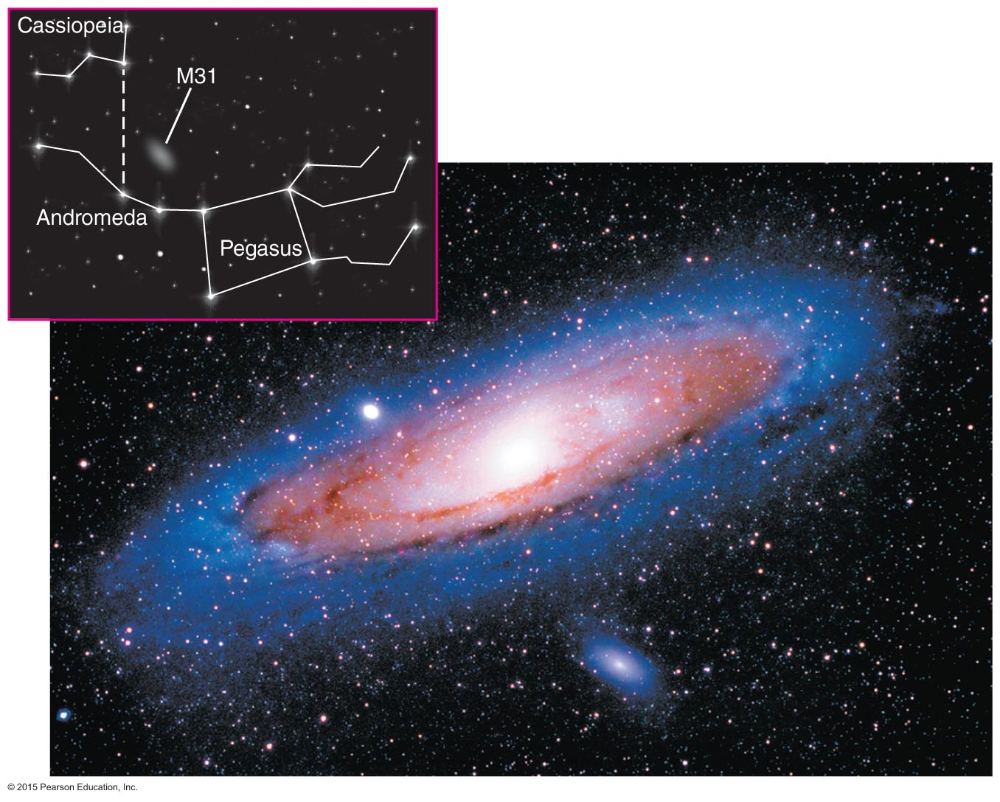 Cassiopeia
M31
Andromeda
Pegasus
© 2015 Pearson Education, Inc.